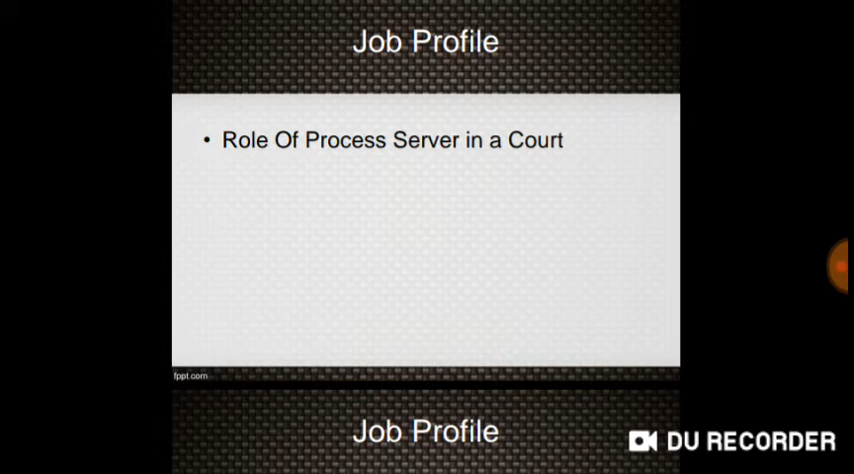 Job Profile
• Role Of Process Server in a Court
fppt.com
Job Profile
DU RECORDER